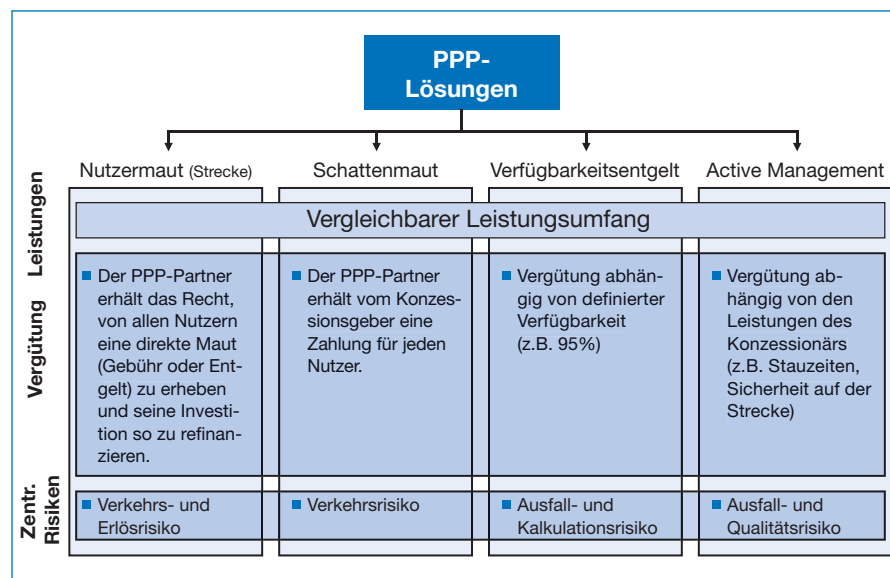 PPP-
Lösungen
Nutzermaut (Strecke)
Schattenmaut
Verfügbarkeitsentgelt
Active Management
Leistungen
Vergleichbarer Leistungsumfang
Vergütung
Der PPP-Partner
erhält das Recht,
von allen Nutzern
eine direkte Maut
(Gebühr oder Ent-
gelt) zu erheben
und seine Investi-
tion so zu refinan-
zieren.
Der PPP-Partner
erhält vom Konzes-
sionsgeber eine
Zahlung für jeden
Nutzer.
Vergütung abhän-
gig von definierter
Verfügbarkeit
(z.B. 95%)
Vergütung ab-
hängig von den
Leistungen des
Konzessionärs
(z.B. Stauzeiten,
Sicherheit auf der
Strecke)
Zentr.
Risiken
Verkehrs- und
Erlösrisiko
Verkehrsrisiko
Ausfall- und
Kalkulationsrisiko
Ausfall- und
Qualitätsrisiko